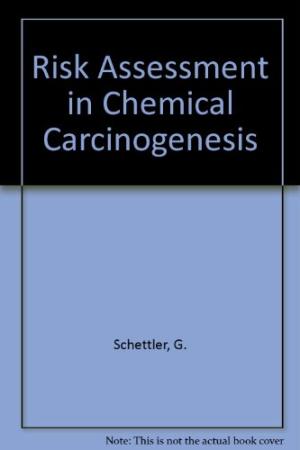 Risk Assessment
in Chemical
Carcinogenesis
Schettler, G.
Note: This is not the actual book cover